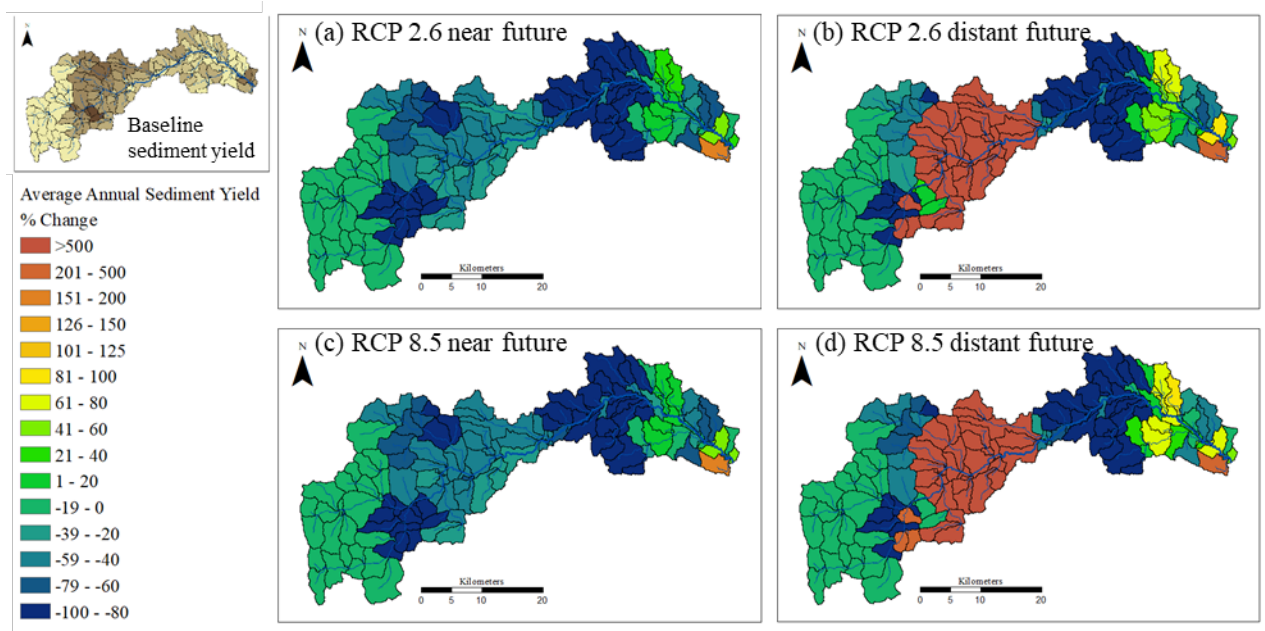 N
Baseline
sediment yield
Average Annual Sediment Yield
% Change
>500
201 - 500
151 - 200
126 - 150
101 - 125
81 - 100
61 - 80
41 - 60
21 - 40
1 - 20
-19 - 0
-39 - -20
-59 - -40
-79 - -60
-100 - -80
N
(a) RCP 2.6 near future
Kilometers
0 5 10 20
N
(b) RCP 2.6 distant future
Kilometers
0 5 10 20
N
(c) RCP 8.5 near future
Kilometers
0 5 10 20
N
(d) RCP 8.5 distant future
Kilometers
0 5 10 20